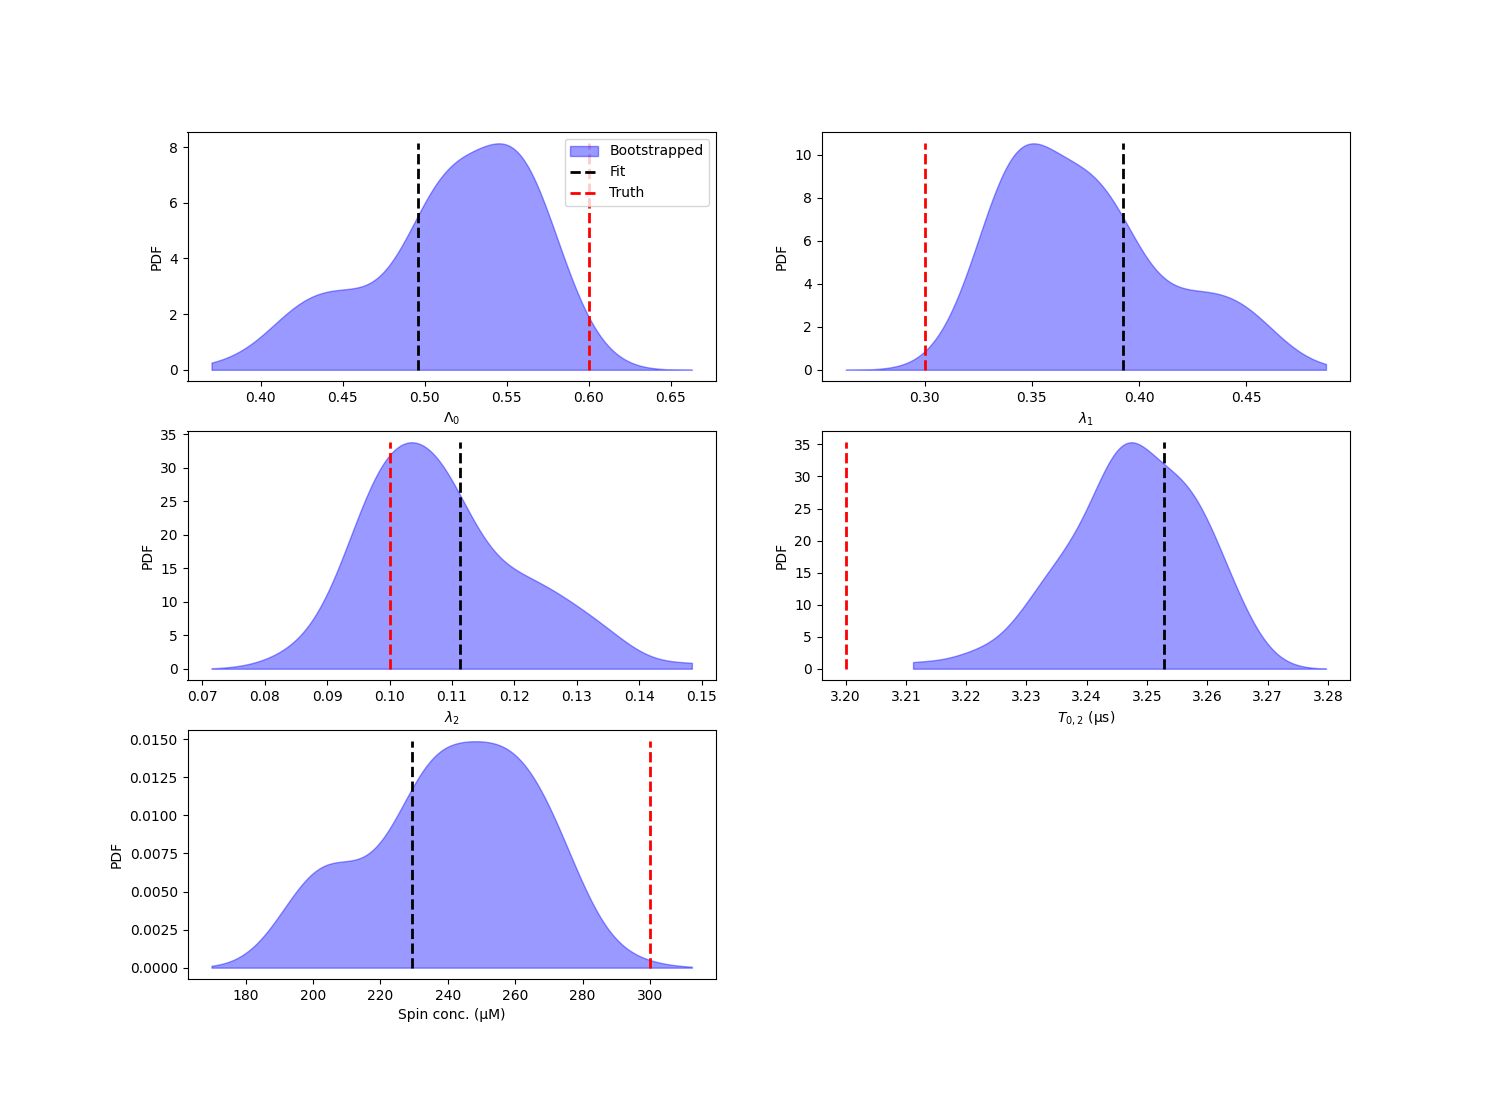 PDF
8
6
4
2
0
Bootstrapped
Fit
Truth
0.40 0.45 0.50 0.55 0.60 0.65
Λ0
PDF
10
8
6
4
2
0
0.30 0.35 0.40 0.45
λ1
PDF
35
30
25
20
15
10
5
0
0.07 0.08 0.09 0.10 0.11 0.12 0.13 0.14 0.15
λ2
PDF
35
30
25
20
15
10
5
0
3.20 3.21 3.22 3.23 3.24 3.25 3.26 3.27 3.28
T0, 2 (μs)
PDF
0.0150
0.0125
0.0100
0.0075
0.0050
0.0025
0.0000
180 200 220 240 260 280 300
Spin conc. (μM)